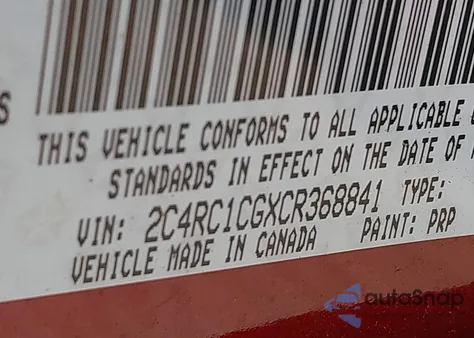 S
THIS VEHICLE CONFORMS TO ALL APPLICABLE
STANDARDS IN EFFECT ON THE DATE OF
VIN: 2C4RC1CGXCR368841 TYPE:
VEHICLE MADE IN CANADA PAINT: PRP
autoSnap